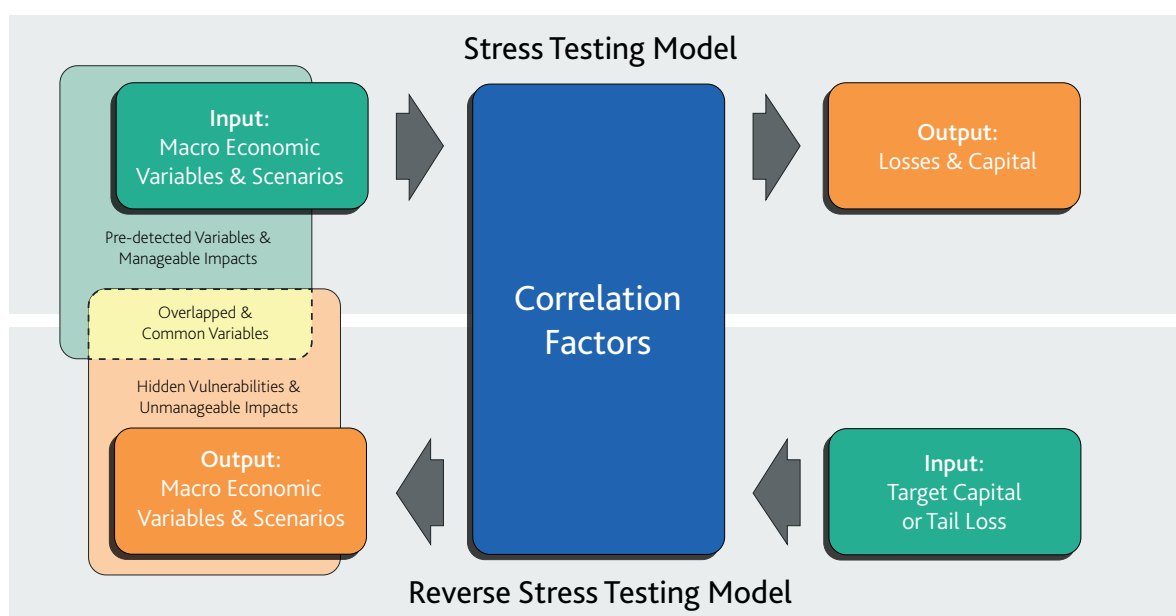 Stress Testing Model
Input:
Macro Economic
Variables & Scenarios
Output:
Losses & Capital
Pre-detected Variables &
Manageable Impacts
Correlation
Factors
Overlapped &
Common Variables
Hidden Vulnerabilities &
Unmanageable Impacts
Output:
Macro Economic
Variables & Scenarios
Input:
Target Capital
or Tail Loss
Reverse Stress Testing Model